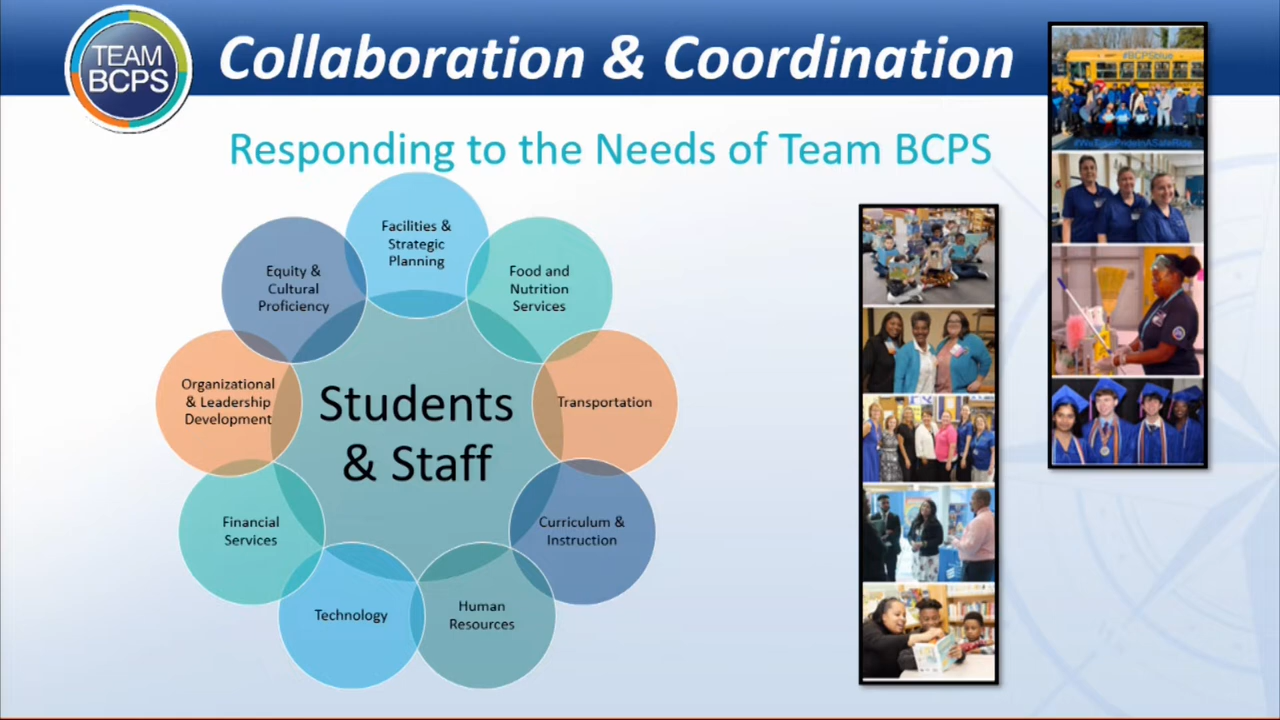 TEAM
BCPS
Collaboration & Coordination
Responding to the Needs of Team BCPS
Facilities &
Strategic
Planning
Food and
Nutrition
Services
Transportation
Curriculum &
Instruction
Human
Resources
Technology
Financial
Services
Organizational
& Leadership
Development
Equity &
Cultural
Proficiency
Students
& Staff
#BCPSblue